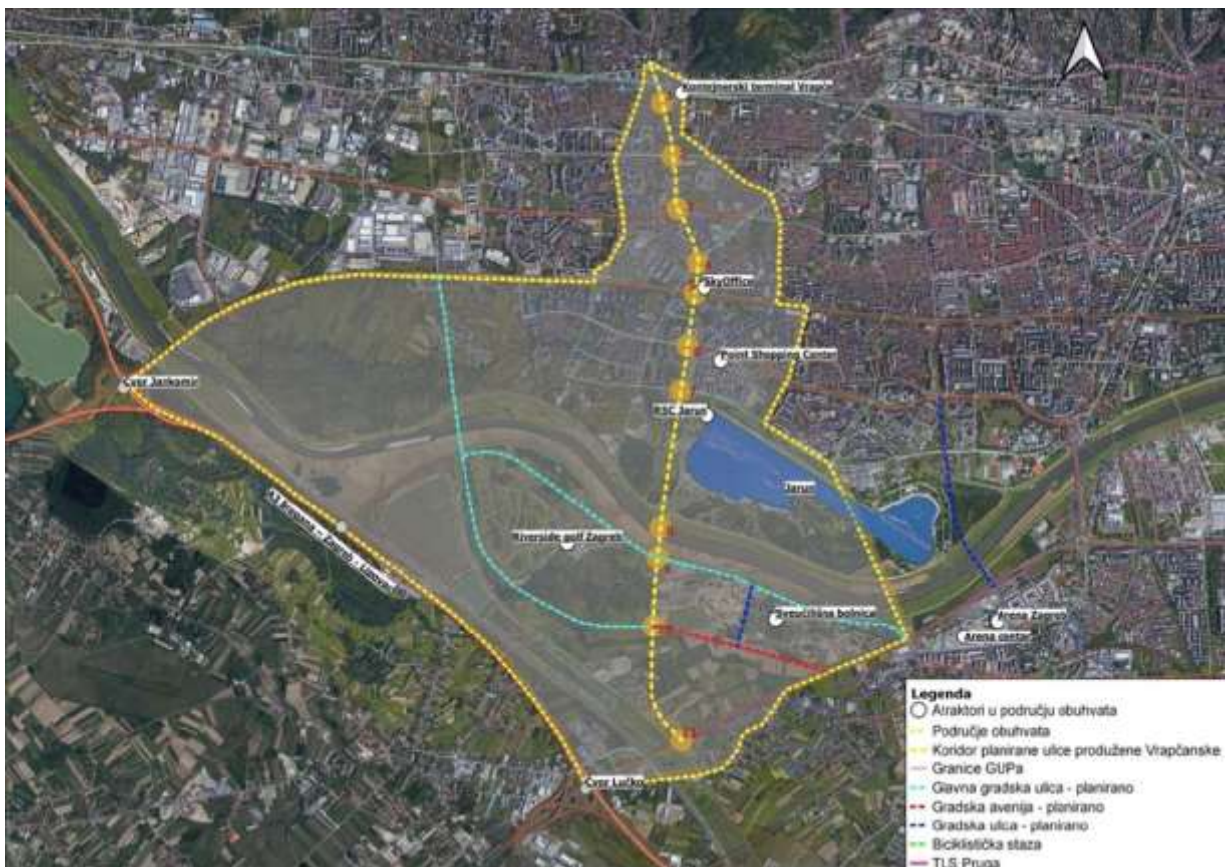 Kontejnerski terminal Vrapče
SkyOffice
Point Shopping Center
Čvor Jankomir
RSC Jarun
Jarun
Riverside golf Zagreb
Sveučilišna bolnica
Arena Zagreb
Arena centar
Čvor Lučko
Legenda
Atraktori u području obuhvata
Područje obuhvata
Koridor planirane ulice produžene Vrapčanske
Granice GUPa
Glavna gradska ulica - planirano
Gradska avenija - planirano
Gradska ulca - planirano
Biciklistička staza
TLS Pruga